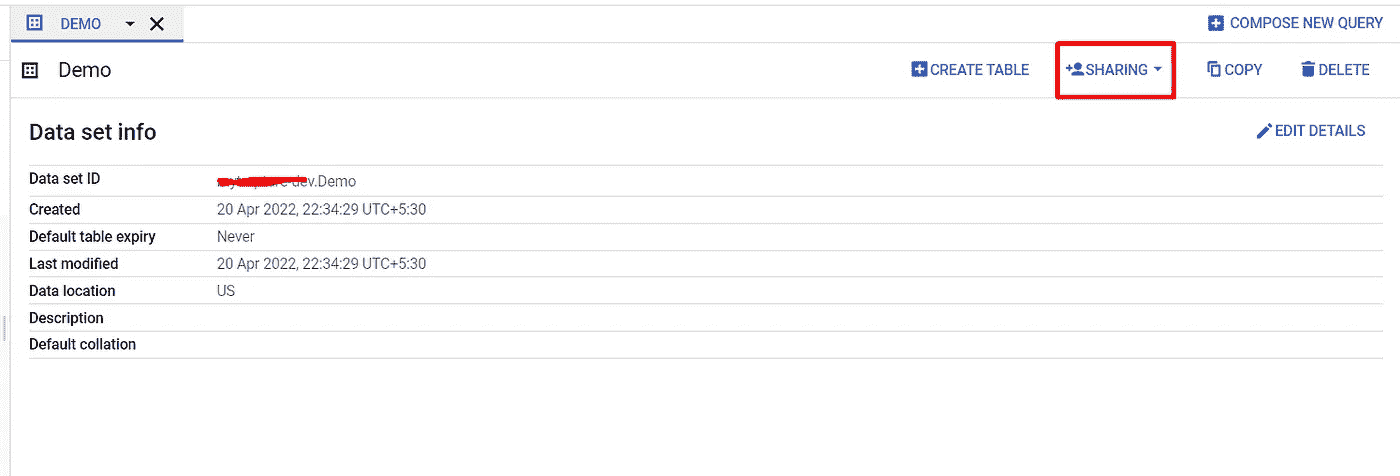 DEMO
COMPOSE NEW QUERY
Demo
CREATE TABLE
SHARING
COPY
DELETE
Data set info
EDIT DETAILS
Data set ID dev.Demo
Created 20 Apr 2022, 22:34:29 UTC+5:30
Default table expiry Never
Last modified 20 Apr 2022, 22:34:29 UTC+5:30
Data location US
Description
Default collation